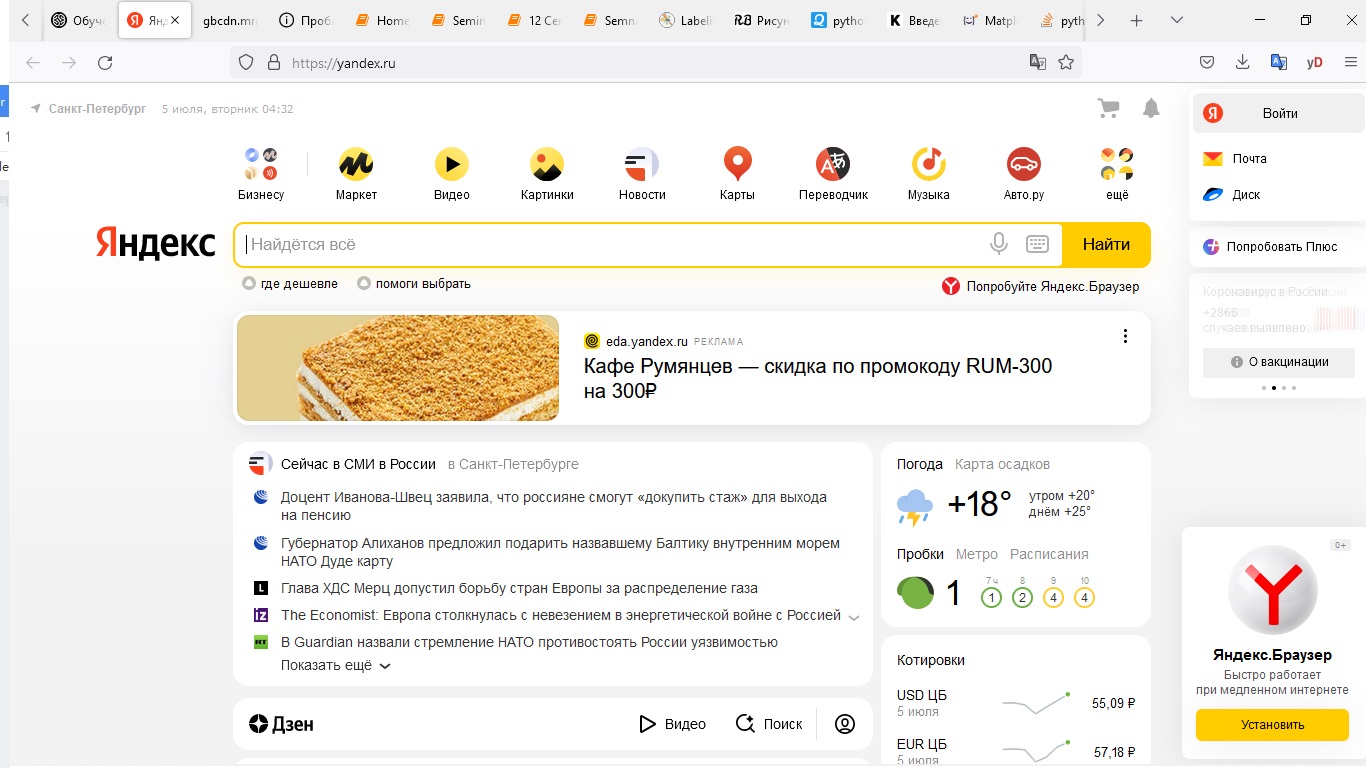 Обуче
Янд
gbcdn.mr
Проб
Home
Semin
12 Се
Semn
Labeli
Рисун
pytho
Введе
Matp
pyth
https://yandex.ru
Санкт-Петербург 5 июля, вторник 04:32
Войти
Почта
Диск
Попробовать Плюс
Бизнесу
Маркет
Видео
Картинки
Новости
Карты
Переводчик
Музыка
Авто.ру
ещё
Яндекс
Найдётся всё
Найти
где дешевле помоги выбрать
Попробуйте Яндекс.Браузер
Коронавирус в России
случаев выявлено
О вакцинации
eda.yandex.ru РЕКЛАМА
Кафе Румянцев — скидка по промокоду RUM-300
на 300₽
Сейчас в СМИ в России в Санкт-Петербурге
Доцент Иванова-Швец заявила, что россияне смогут «докупить стаж» для выхода
на пенсию
Губернатор Алиханов предложил подарить назвавшему Балтику внутренним морем
НАТО Дуде карту
Глава ХДС Мерц допустил борьбу стран Европы за распределение газа
The Economist: Европа столкнулась с невезением в энергетической войне с Россией
В Guardian назвали стремление НАТО противостоять России уязвимостью
Показать ещё
Дзен
Видео
Поиск
Погода Карта осадков
+18° утром +20°
днём +25°
Пробки Метро Расписания
1
7 ч 8 9 10
1 2 4 4
Котировки
USD ЦБ
5 июля
55,09 ₽
EUR ЦБ
5 июля
57,18 ₽
0+
Яндекс.Браузер
Быстро работает
при медленном интернете
Установить